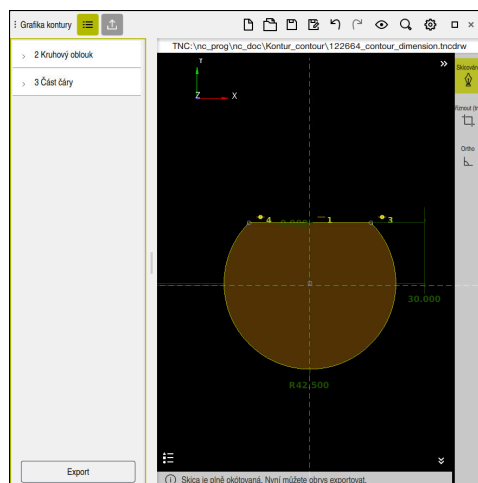 Grafika kontury
TNC:\nc_prog\nc_doc\Kontur_contour\122664_contour_dimension.tncdrw
2 Kruhový oblouk
3 Část čáry
Y
Z X
Skicování
Ortho
4 1 3
30.000
R42.500
Export
Skica je plně okótovaná. Nyní můžete obrys exportovat.